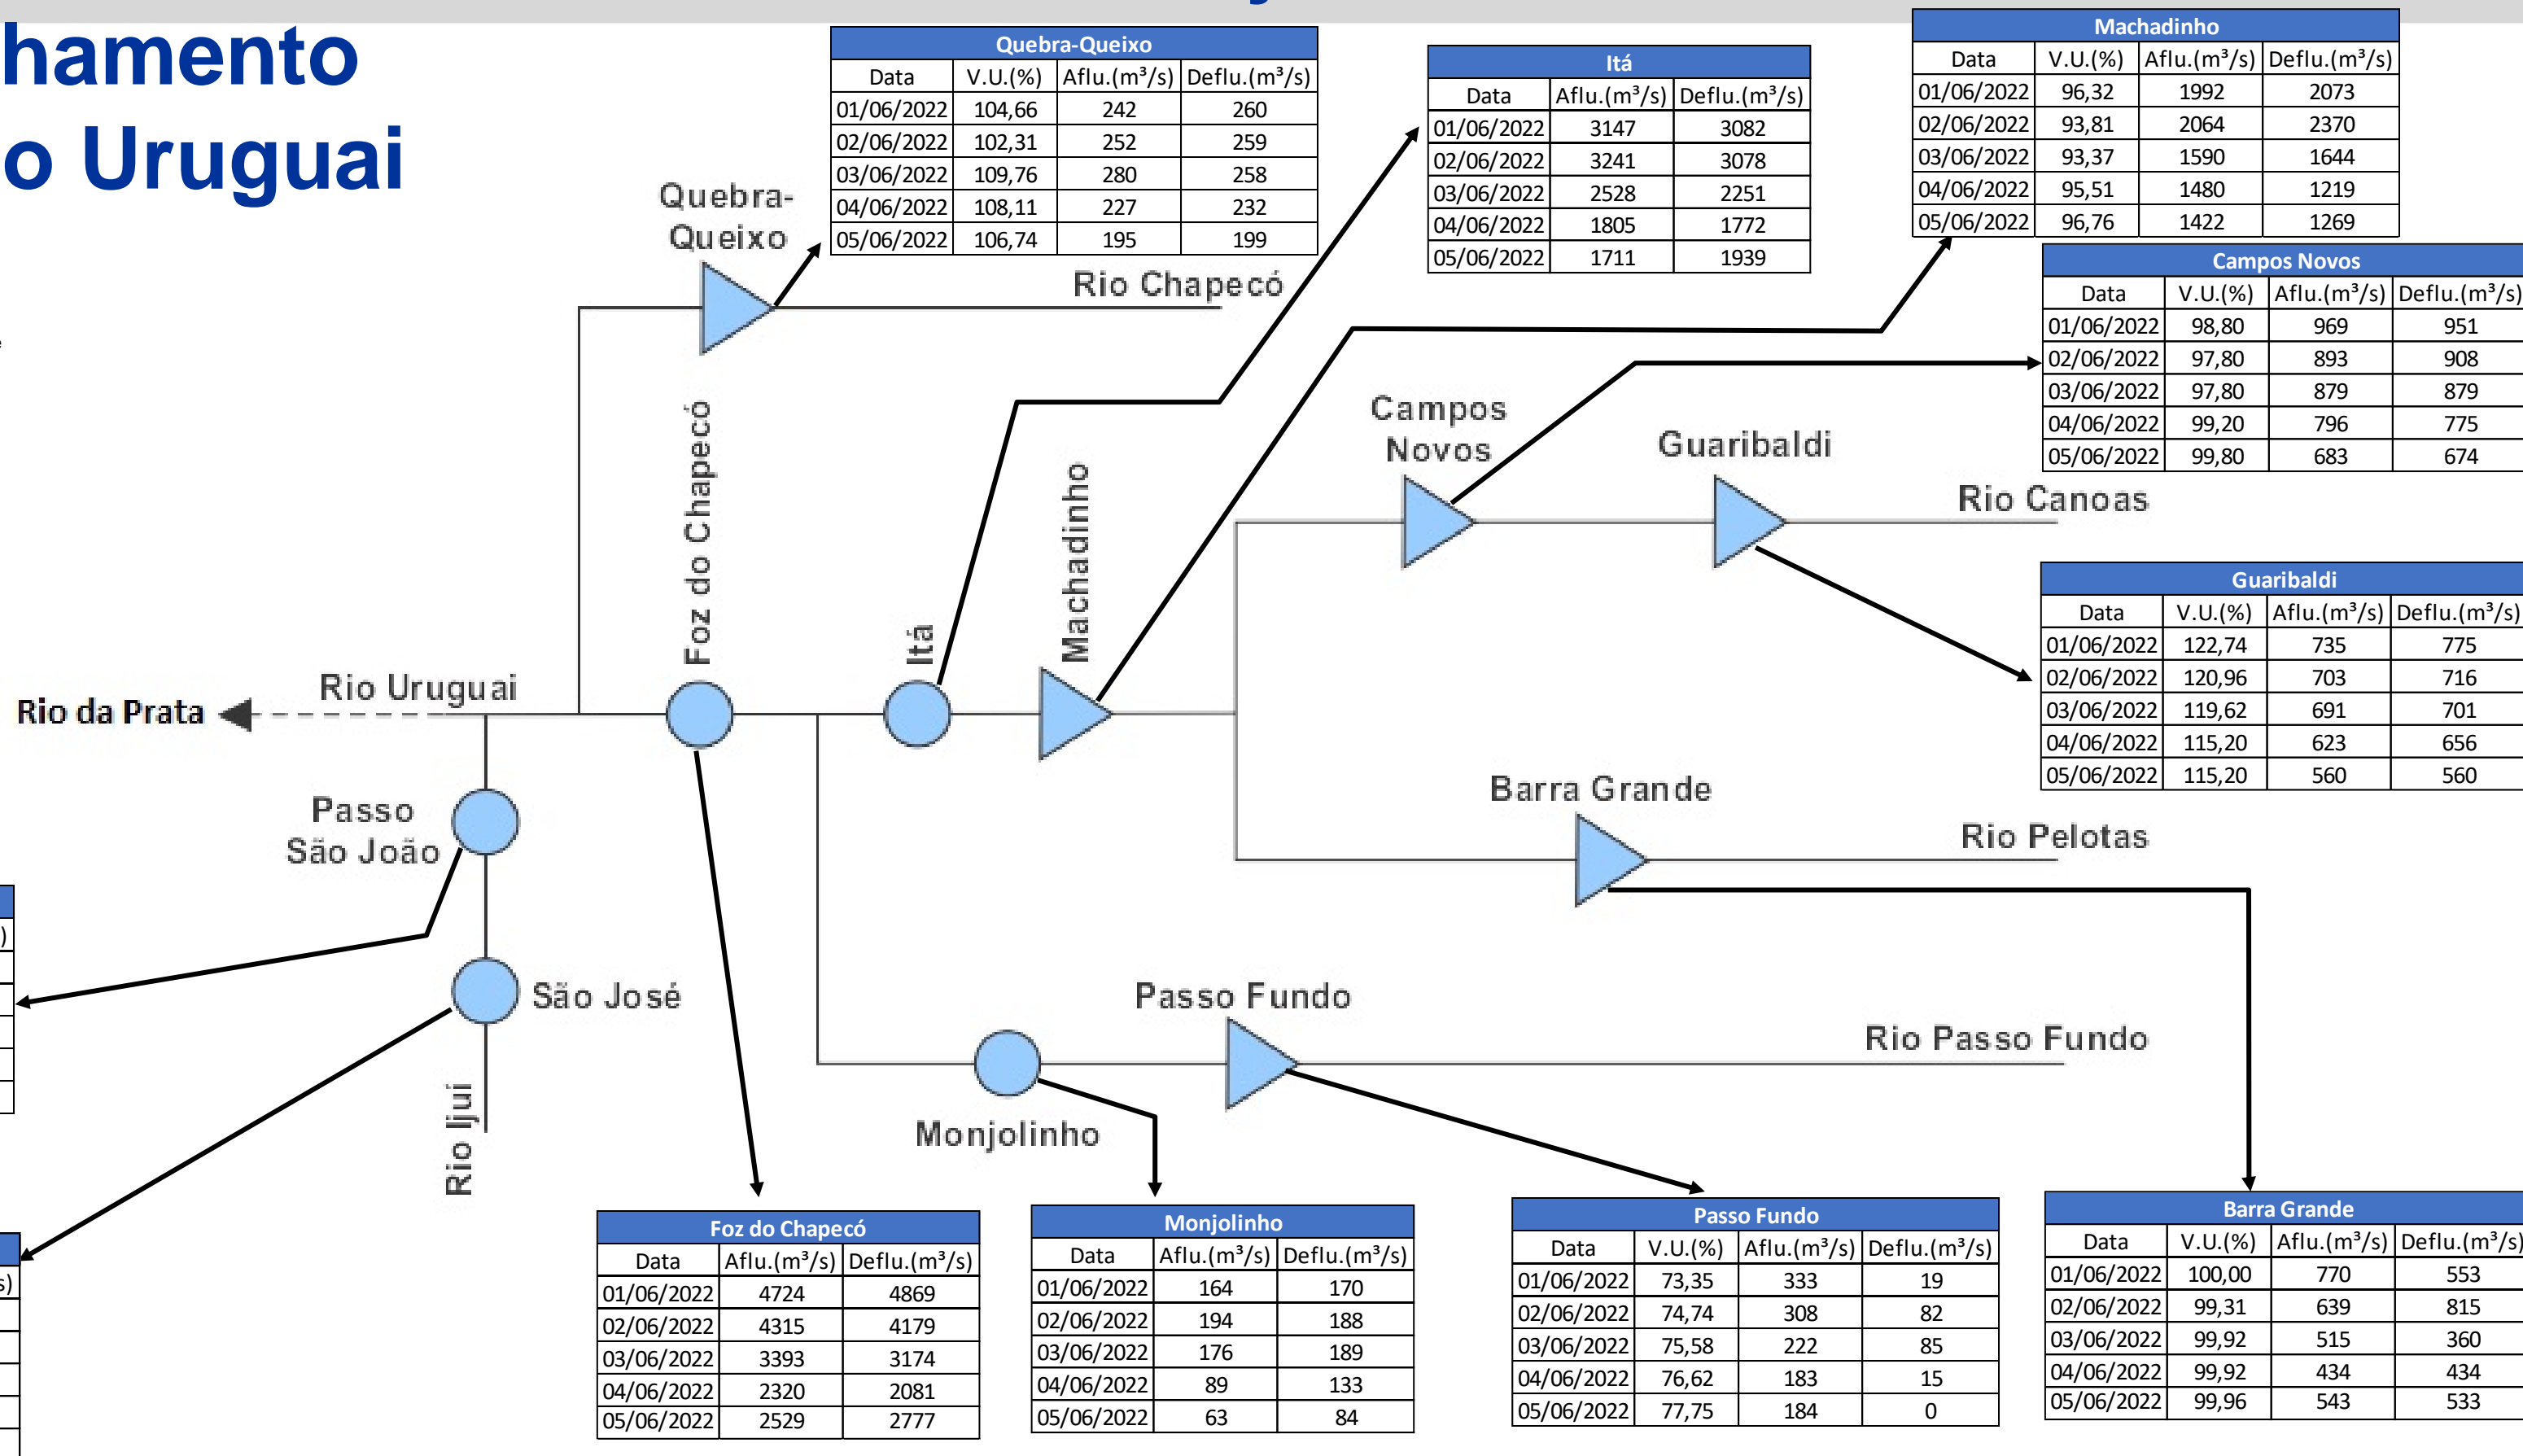 hamento
o Uruguai
Quebra-Queixo
Data V.U.(%) Aflu.(m³/s) Deflu.(m³/s)
01/06/2022 104,66 242 260
02/06/2022 102,31 252 259
03/06/2022 109,76 280 258
04/06/2022 108,11 227 232
05/06/2022 106,74 195 199
Itá
Data Aflu.(m³/s) Deflu.(m³/s)
01/06/2022 3147 3082
02/06/2022 3241 3078
03/06/2022 2528 2251
04/06/2022 1805 1772
05/06/2022 1711 1939
Machadinho
Data V.U.(%) Aflu.(m³/s) Deflu.(m³/s)
01/06/2022 96,32 1992 2073
02/06/2022 93,81 2064 2370
03/06/2022 93,37 1590 1644
04/06/2022 95,51 1480 1219
05/06/2022 96,76 1422 1269
Campos Novos
Data V.U.(%) Aflu.(m³/s) Deflu.(m³/s)
01/06/2022 98,80 969 951
02/06/2022 97,80 893 908
03/06/2022 97,80 879 879
04/06/2022 99,20 796 775
05/06/2022 99,80 683 674
Quebra-
Queixo
Rio Chapecó
Foz do Chapecó
Itá
Machadinho
Campos
Novos
Guaribaldi
Rio Canoas
Guaribaldi
Data V.U.(%) Aflu.(m³/s) Deflu.(m³/s)
01/06/2022 122,74 735 775
02/06/2022 120,96 703 716
03/06/2022 119,62 691 701
04/06/2022 115,20 623 656
05/06/2022 115,20 560 560
Rio da Prata
Rio Uruguai
Passo
São João
São José
Rio Ijuí
Barra Grande
Rio Pelotas
Passo Fundo
Rio Passo Fundo
Monjolinho
)
s)
Foz do Chapecó
Data Aflu.(m³/s) Deflu.(m³/s)
01/06/2022 4724 4869
02/06/2022 4315 4179
03/06/2022 3393 3174
04/06/2022 2320 2081
05/06/2022 2529 2777
Monjolinho
Data Aflu.(m³/s) Deflu.(m³/s)
01/06/2022 164 170
02/06/2022 194 188
03/06/2022 176 189
04/06/2022 89 133
05/06/2022 63 84
Passo Fundo
Data V.U.(%) Aflu.(m³/s) Deflu.(m³/s)
01/06/2022 73,35 333 19
02/06/2022 74,74 308 82
03/06/2022 75,58 222 85
04/06/2022 76,62 183 15
05/06/2022 77,75 184 0
Barra Grande
Data V.U.(%) Aflu.(m³/s) Deflu.(m³/s)
01/06/2022 100,00 770 553
02/06/2022 99,31 639 815
03/06/2022 99,92 515 360
04/06/2022 99,92 434 434
05/06/2022 99,96 543 533